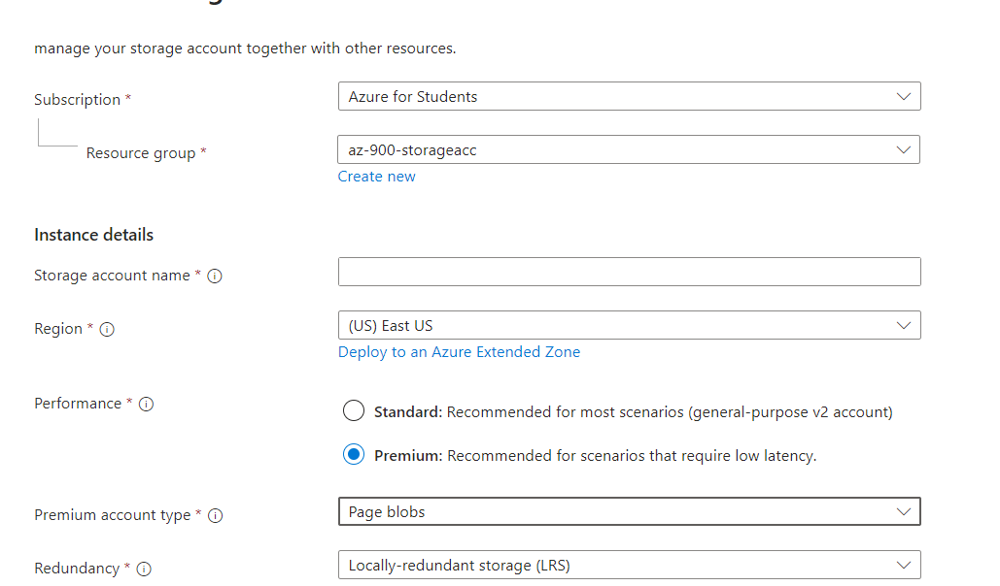 manage your storage account together with other resources.
Subscription * Azure for Students
Resource group * az-900-storageacc
Create new
Instance details
Storage account name *
Region * (US) East US
Deploy to an Azure Extended Zone
Performance *
Standard: Recommended for most scenarios (general-purpose v2 account)
Premium: Recommended for scenarios that require low latency.
Premium account type * Page blobs
Redundancy * Locally-redundant storage (LRS)